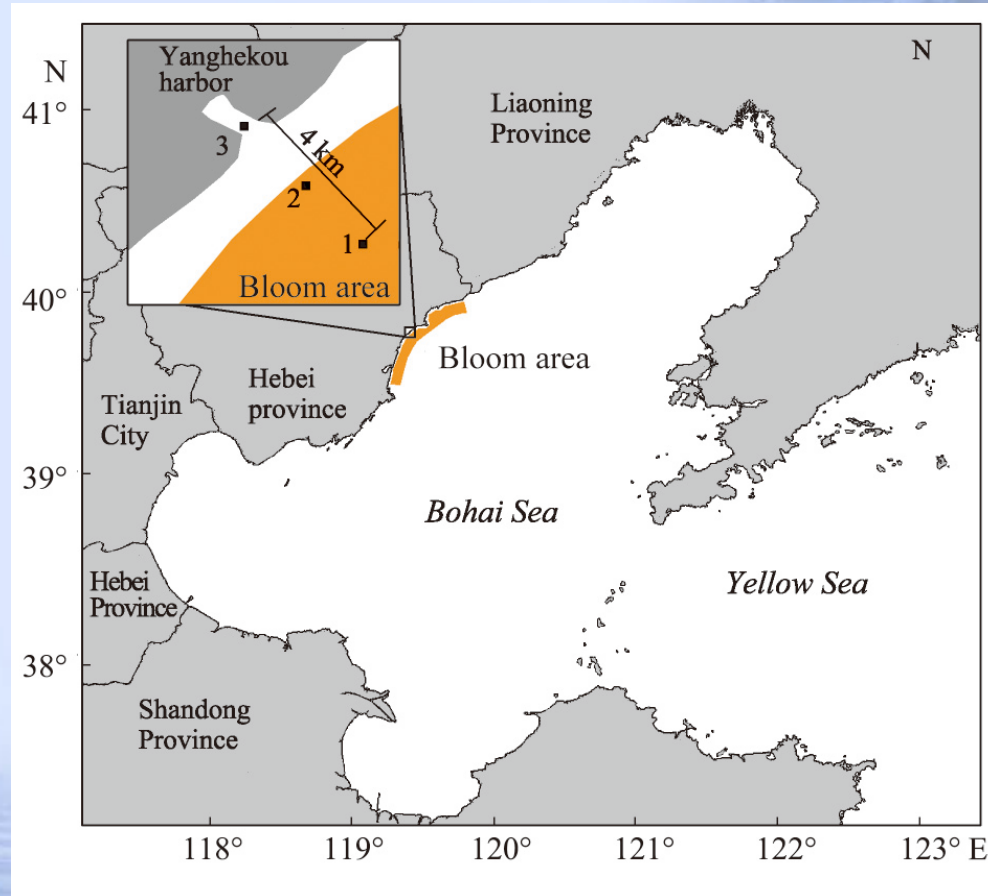 N
N
41°
40°
39°
38°
Yanghekou
harbor
3
4 km
2
1
Bloom area
Liaoning
Province
Bloom area
Hebei
province
Tianjin
City
Bohai Sea
Yellow Sea
Hebei
Province
Shandong
Province
118°
119°
120°
121°
122°
123° E